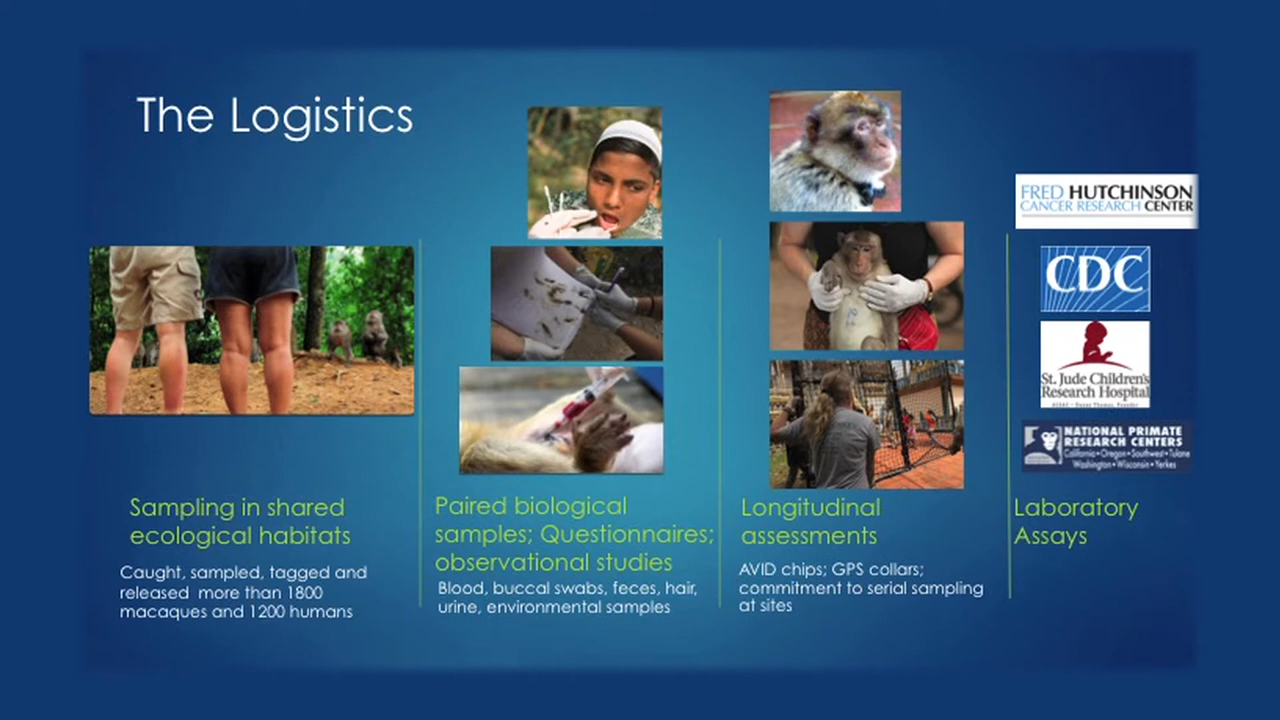 The Logistics
Sampling in shared
ecological habitats
Caught, sampled, tagged and
released more than 1800
macaques and 1200 humans
Paired biological
samples; Questionnaires;
observational studies
Blood, buccal swabs, feces, hair,
urine, environmental samples
Longitudinal
assessments
AVID chips; GPS collars;
commitment to serial sampling
at sites
FRED HUTCHINSON
CANCER RESEARCH CENTER
CDC
St. Jude Children's
Research Hospital
NATIONAL PRIMATE
RESEARCH CENTERS
California•Oregon•Southwest•Tulane
Washington•Wisconsin•Yerkes
Laboratory
Assays